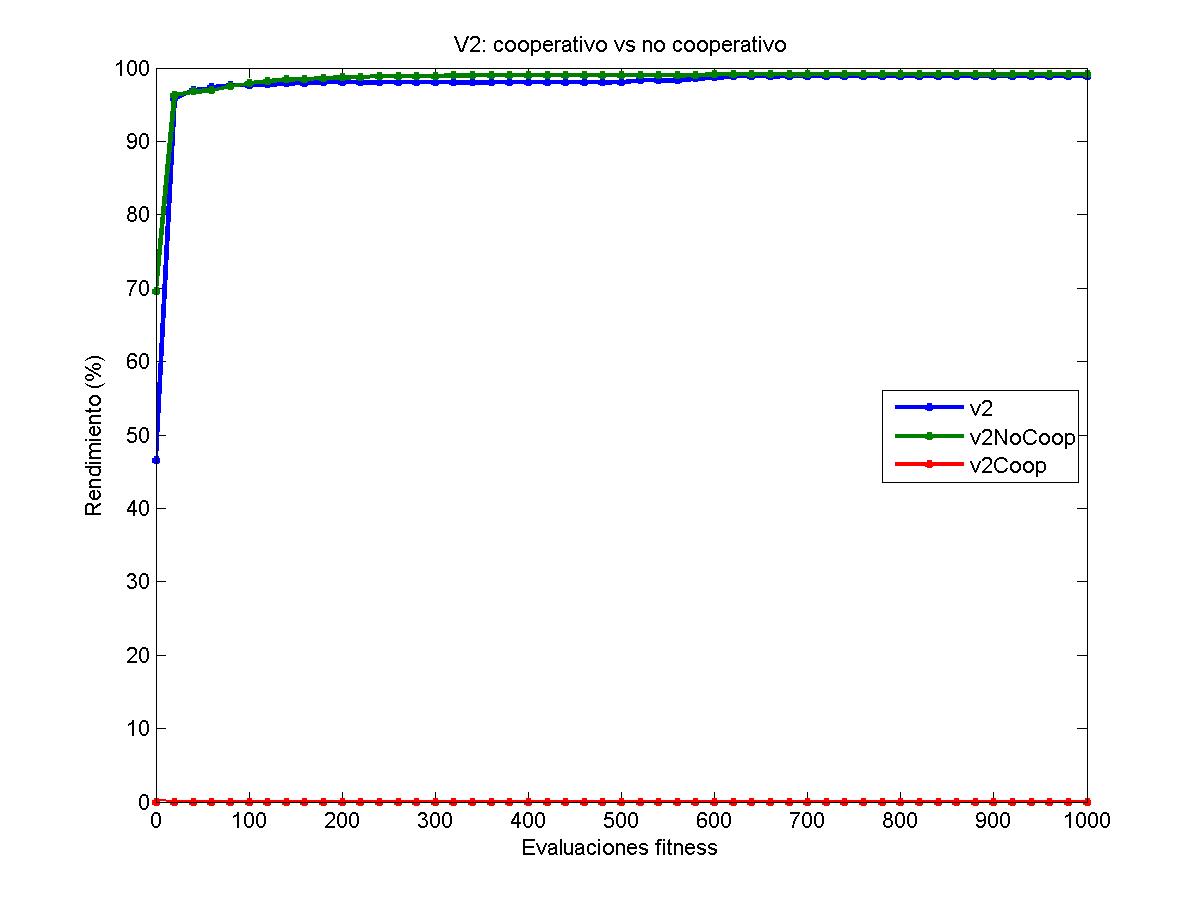 V2: cooperativo vs no cooperativo
100
90
80
70
60
50
40
30
20
10
0
Rendimiento (%)
v2
v2NoCoop
v2Coop
0 100 200 300 400 500 600 700 800 900 1000
Evaluaciones fitness